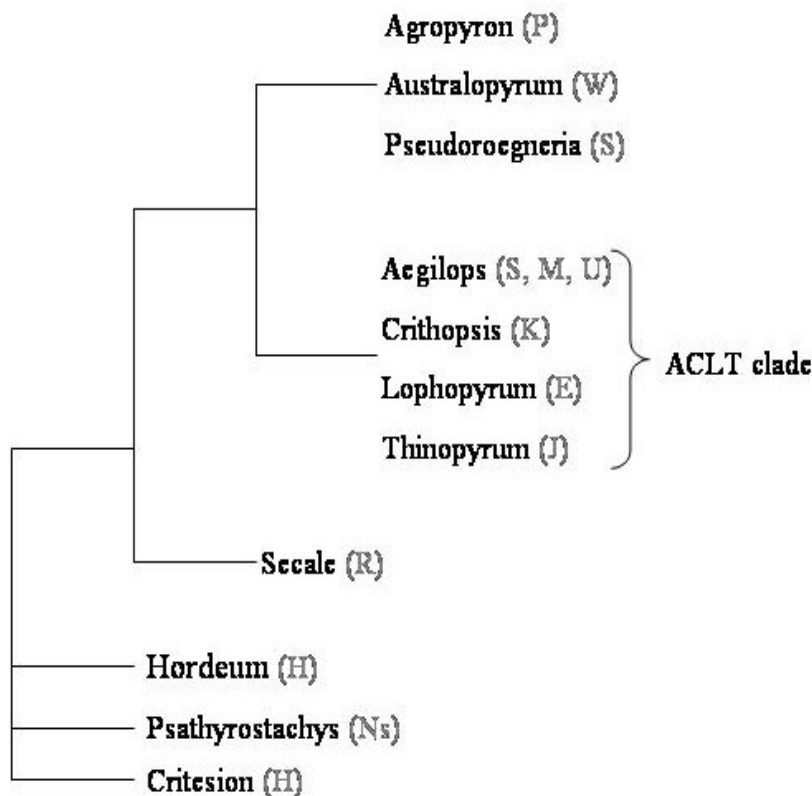 Agropyron (P)
Australopyrum (W)
Pseudoroegneria (S)
Aegilops (S, M, U)
Crithopsis (K)
ACLT clade
Lophopyrum (E)
Thinopyrum (J)
Secale (R)
Hordeum (H)
Psathyrostachys (Ns)
Critesion (H)